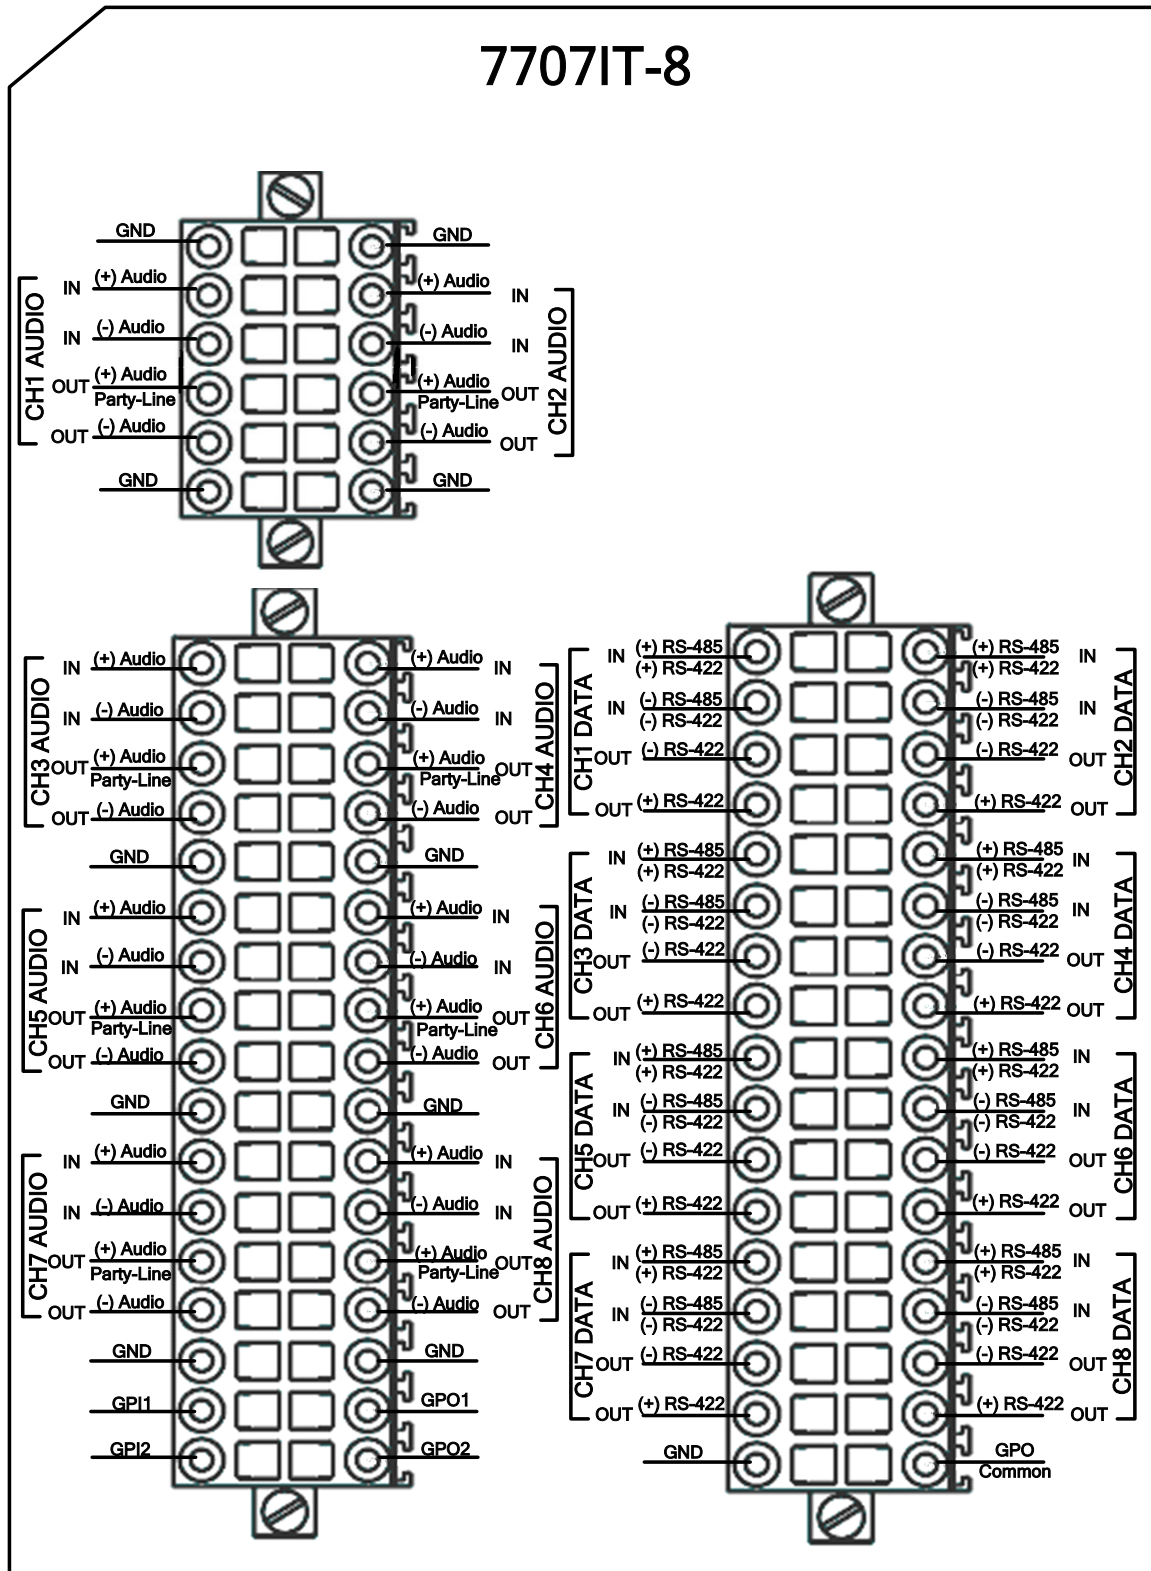 7707IT-8
GND
GND
CH1 AUDIO
IN (+) Audio
IN (-) Audio
OUT (+) Audio
Party-Line
OUT (-) Audio
(+) Audio IN
(-) Audio IN
(+) Audio OUT
Party-Line
(-) Audio OUT
CH2 AUDIO
GND
GND
CH3 AUDIO
IN (+) Audio
IN (-) Audio
OUT (+) Audio
Party-Line
OUT (-) Audio
(+) Audio IN
(-) Audio IN
(+) Audio OUT
Party-Line
(-) Audio OUT
CH4 AUDIO
GND
GND
CH5 AUDIO
IN (+) Audio
IN (-) Audio
OUT (+) Audio
Party-Line
OUT (-) Audio
(+) Audio IN
(-) Audio IN
(+) Audio OUT
Party-Line
(-) Audio OUT
CH6 AUDIO
GND
GND
CH7 AUDIO
IN (+) Audio
IN (-) Audio
OUT (+) Audio
Party-Line
OUT (-) Audio
(+) Audio IN
(-) Audio IN
(+) Audio OUT
Party-Line
(-) Audio OUT
CH8 AUDIO
GND
GND
GPI1
GPO1
GPI2
GPO2
CH1 DATA
IN (+) RS-485
(+) RS-422
IN (-) RS-485
(-) RS-422
OUT (-) RS-422
OUT (+) RS-422
(+) RS-485 IN
(+) RS-422
(-) RS-485 IN
(-) RS-422
(-) RS-422 OUT
(+) RS-422 OUT
CH2 DATA
CH3 DATA
IN (+) RS-485
(+) RS-422
IN (-) RS-485
(-) RS-422
OUT (-) RS-422
OUT (+) RS-422
(+) RS-485 IN
(+) RS-422
(-) RS-485 IN
(-) RS-422
(-) RS-422 OUT
(+) RS-422 OUT
CH4 DATA
CH5 DATA
IN (+) RS-485
(+) RS-422
IN (-) RS-485
(-) RS-422
OUT (-) RS-422
OUT (+) RS-422
(+) RS-485 IN
(+) RS-422
(-) RS-485 IN
(-) RS-422
(-) RS-422 OUT
(+) RS-422 OUT
CH6 DATA
CH7 DATA
IN (+) RS-485
(+) RS-422
IN (-) RS-485
(-) RS-422
OUT (-) RS-422
OUT (+) RS-422
(+) RS-485 IN
(+) RS-422
(-) RS-485 IN
(-) RS-422
(-) RS-422 OUT
(+) RS-422 OUT
CH8 DATA
GND
GPO
Common